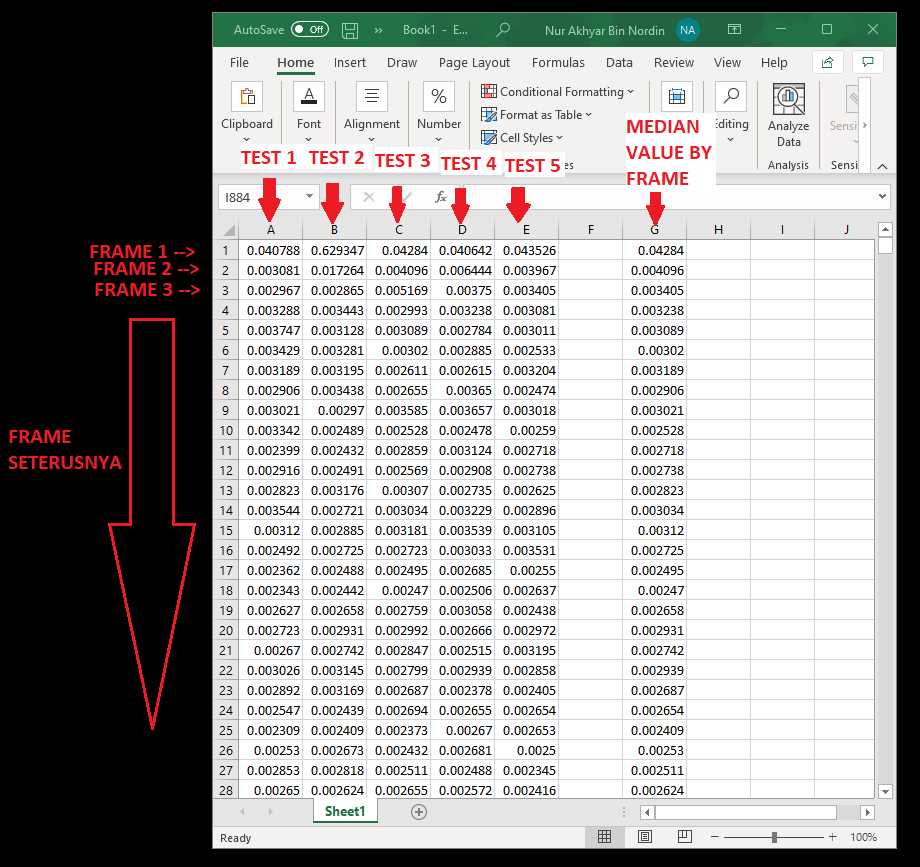 AutoSave Off » Book1 - E... Nur Akhyar Bin Nordin NA
File Home Insert Draw Page Layout Formulas Data Review View Help
Conditional Formatting
Format as Table
Cell Styles
Clipboard Font Alignment Number diting Analyze Data Sensi
es Analysis Sensi
TEST 1 TEST 2 TEST 3 TEST 4 TEST 5
MEDIAN
VALUE BY
FRAME
I884 fx
A B C D E F G H I J
FRAME 1 -->
FRAME 2 -->
FRAME 3 -->
FRAME
SETERUSNYA
1 0.040788 0.629347 0.04284 0.040642 0.043526 0.04284
2 0.003081 0.017264 0.004096 0.006444 0.003967 0.004096
3 0.002967 0.002865 0.005169 0.00375 0.003405 0.003405
4 0.003288 0.003443 0.002993 0.003238 0.003081 0.003238
5 0.003747 0.003128 0.003089 0.002784 0.003011 0.003089
6 0.003429 0.003281 0.00302 0.002885 0.002533 0.00302
7 0.003189 0.003195 0.002611 0.002615 0.003204 0.003189
8 0.002906 0.003438 0.002655 0.00365 0.002474 0.002906
9 0.003021 0.00297 0.003585 0.003657 0.003018 0.003021
10 0.003342 0.002489 0.002528 0.002478 0.00259 0.002528
11 0.002399 0.002432 0.002859 0.003124 0.002718 0.002718
12 0.002916 0.002491 0.002569 0.002908 0.002738 0.002738
13 0.002823 0.003176 0.00307 0.002735 0.002625 0.002823
14 0.003544 0.002721 0.003034 0.003229 0.002896 0.003034
15 0.00312 0.002885 0.003181 0.003539 0.003105 0.00312
16 0.002492 0.002725 0.002723 0.003033 0.003531 0.002725
17 0.002362 0.002488 0.002495 0.002685 0.00255 0.002495
18 0.002343 0.002442 0.00247 0.002506 0.002637 0.00247
19 0.002627 0.002658 0.002759 0.003058 0.002438 0.002658
20 0.002723 0.002931 0.002992 0.002666 0.002972 0.002931
21 0.00267 0.002742 0.002847 0.002515 0.003195 0.002742
22 0.003026 0.003145 0.002799 0.002939 0.002858 0.002939
23 0.002892 0.003169 0.002687 0.002378 0.002405 0.002687
24 0.002547 0.002439 0.002694 0.002655 0.002654 0.002654
25 0.002309 0.002409 0.002373 0.00267 0.002653 0.002409
26 0.00253 0.002673 0.002432 0.002681 0.0025 0.00253
27 0.002853 0.002818 0.002511 0.002488 0.002345 0.002511
28 0.00265 0.002624 0.002655 0.002572 0.002416 0.002624
Sheet1
Ready 100%